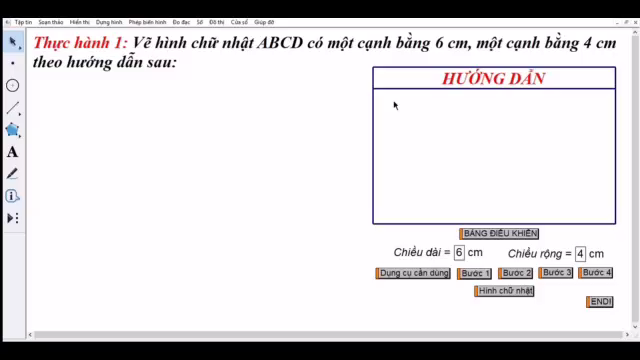 Tập tin Soạn thảo Hiển thị Dựng hình Phép biến hình Đo đạc Số Đồ thị Cửa sổ Giúp đỡ
Thực hành 1: Vẽ hình chữ nhật ABCD có một cạnh bằng 6 cm, một cạnh bằng 4 cm
theo hướng dẫn sau:
HƯỚNG DẪN
BẢNG ĐIỀU KHIỂN
Chiều dài = 6 cm Chiều rộng = 4 cm
Dụng cụ cần dùng Bước 1 Bước 2 Bước 3 Bước 4
Hình chữ nhật
END!